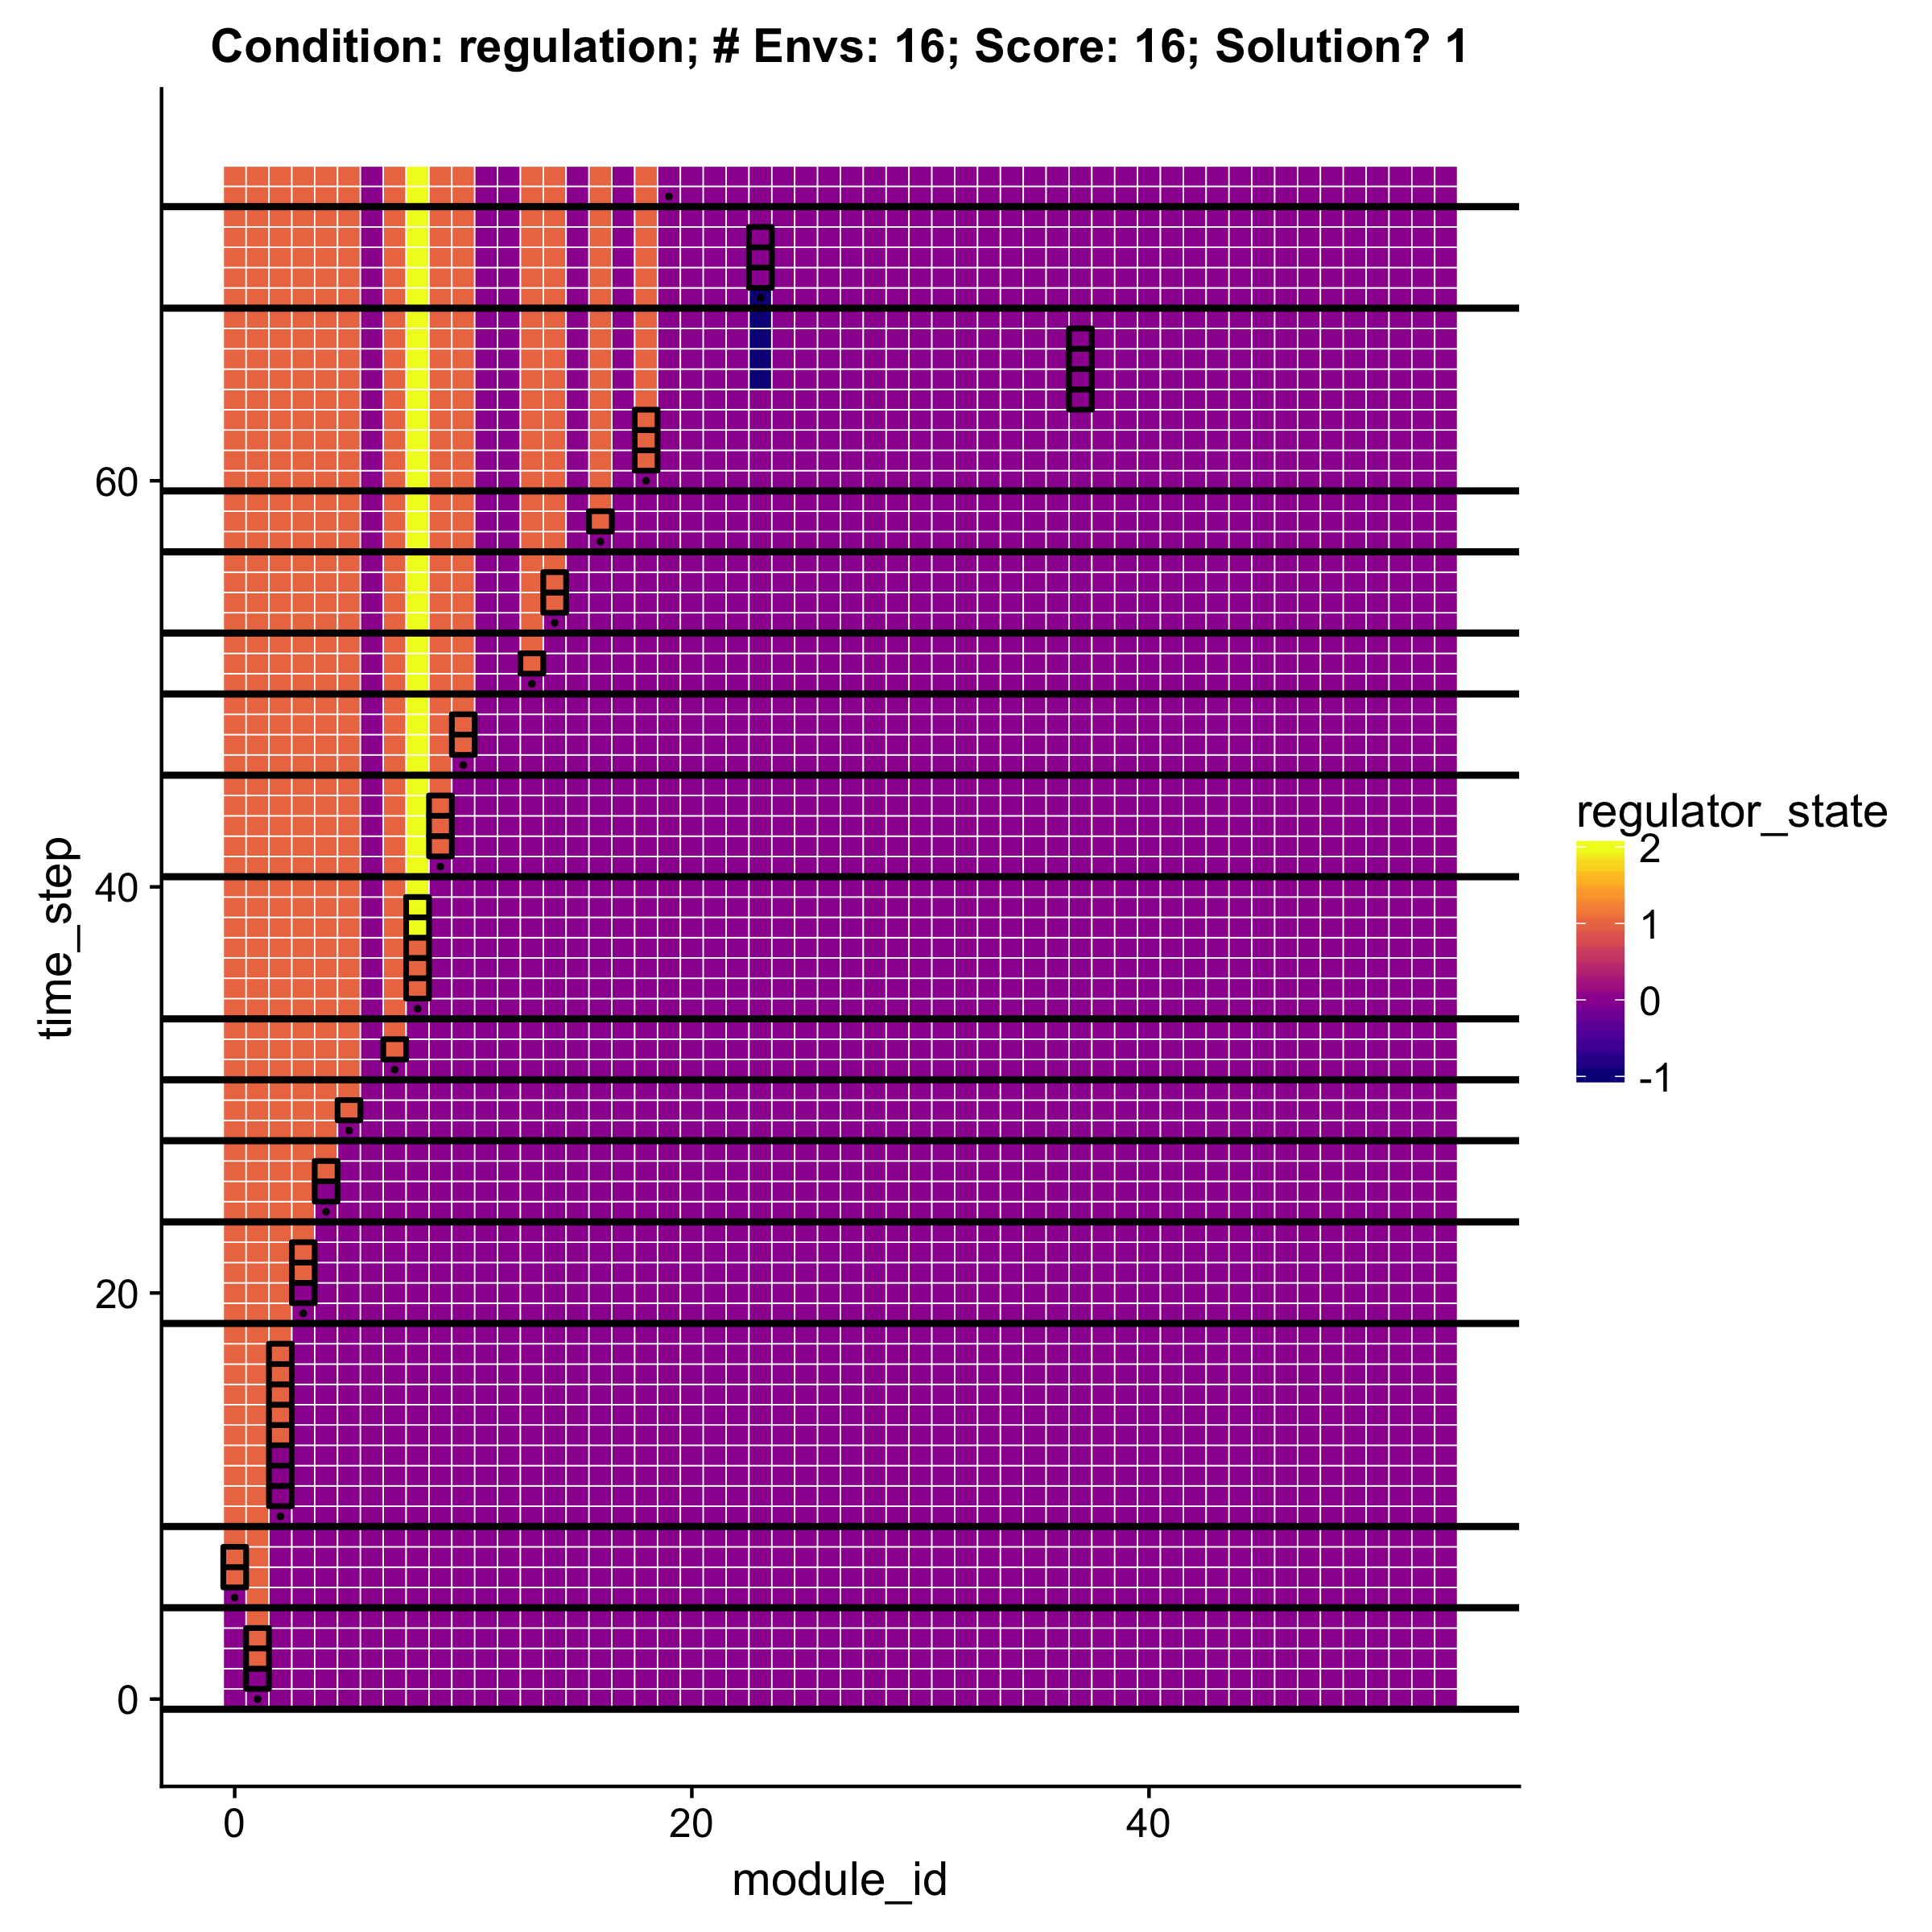 Condition: regulation; # Envs: 16; Score: 16; Solution? 1
60
40
20
0
time_step
0 20 40
module_id
regulator_state
2
1
0
-1